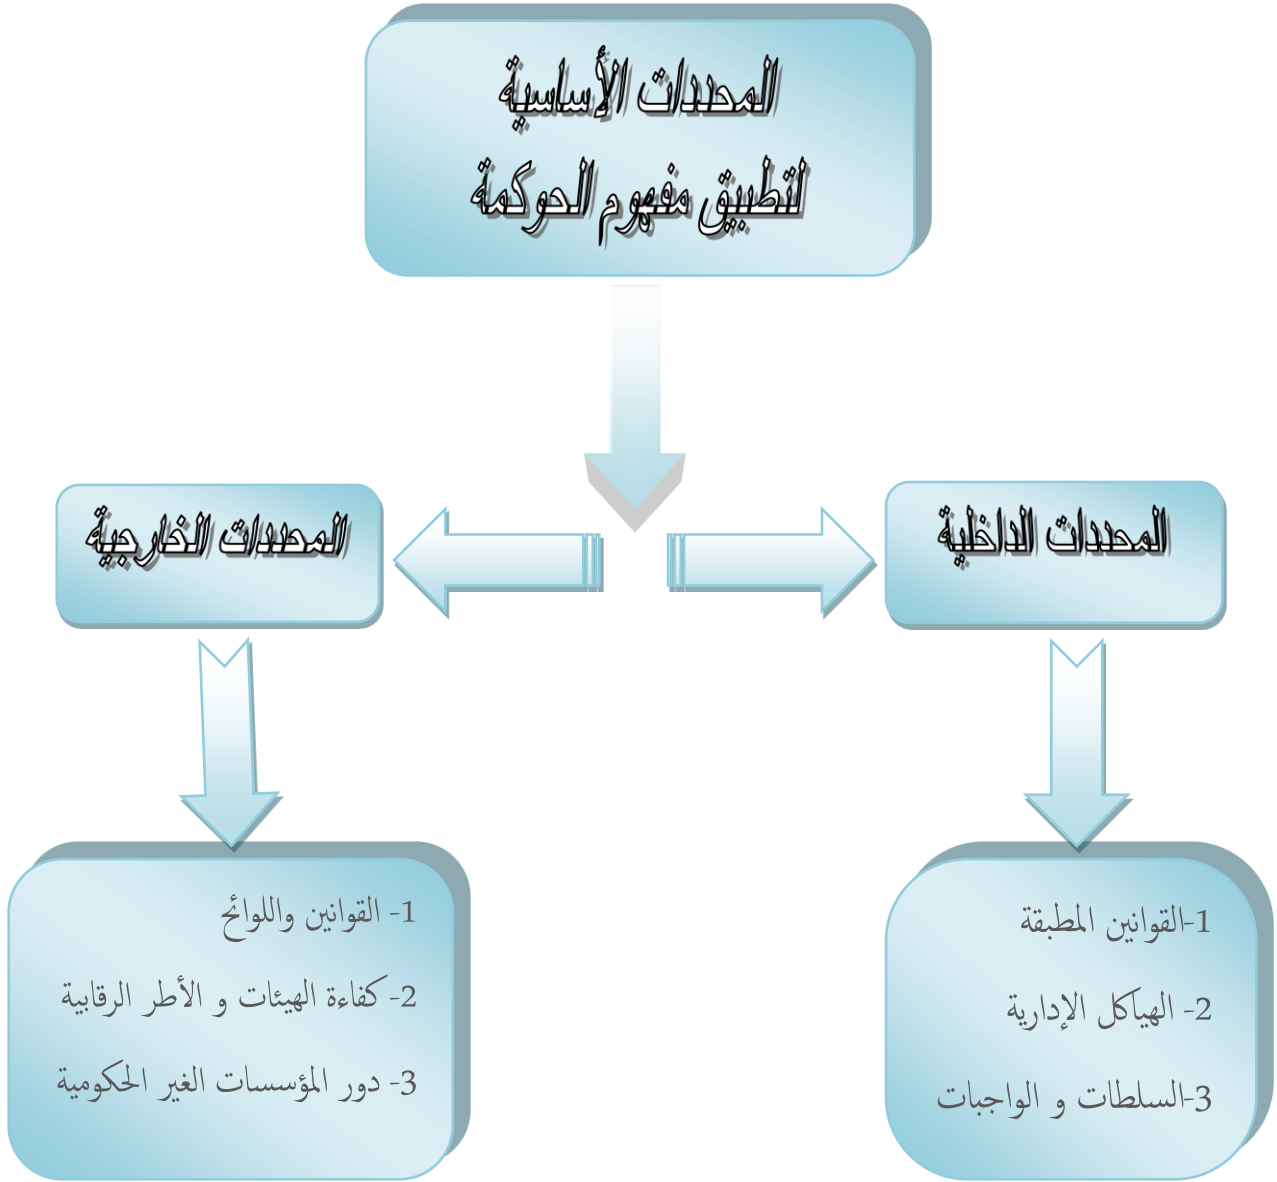 المحددات الأساسية
لتطبيق مفهوم الحوكمة
المحددات الداخلية
المحددات الخارجية
1-القوانين المطبقة
2- الهياكل الإدارية
3-السلطات و الواجبات
1- القوانين واللوائح
2- كفاءة الهيئات و الأطر الرقابية
3- دور المؤسسات الغير الحكومية